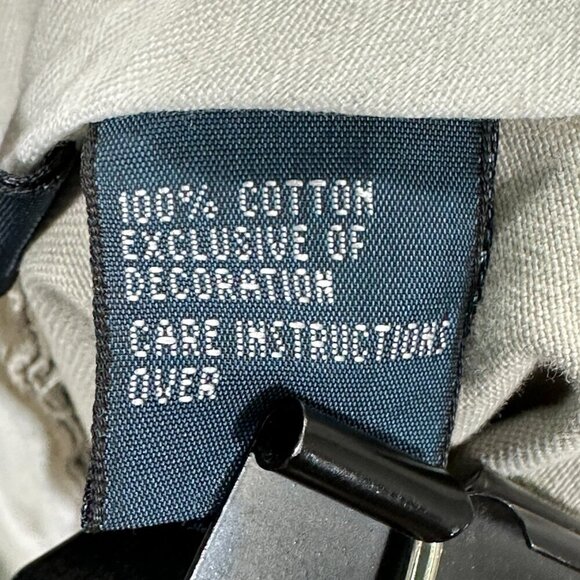 100% COTTON
EXCLUSIVE OF
DECORATION
CARE INSTRUCTIONS
OVER